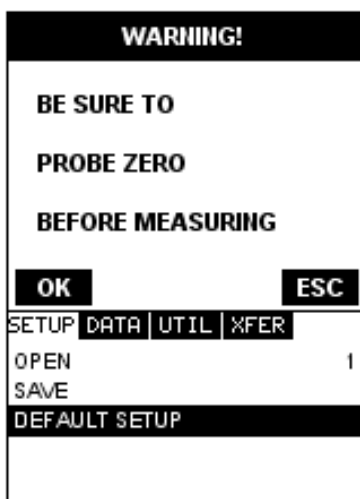 WARNING!
BE SURE TO
PROBE ZERO
BEFORE MEASURING
OK ESC
SETUP DATA UTIL XFER
OPEN 1
SAVE
DEFAULT SETUP